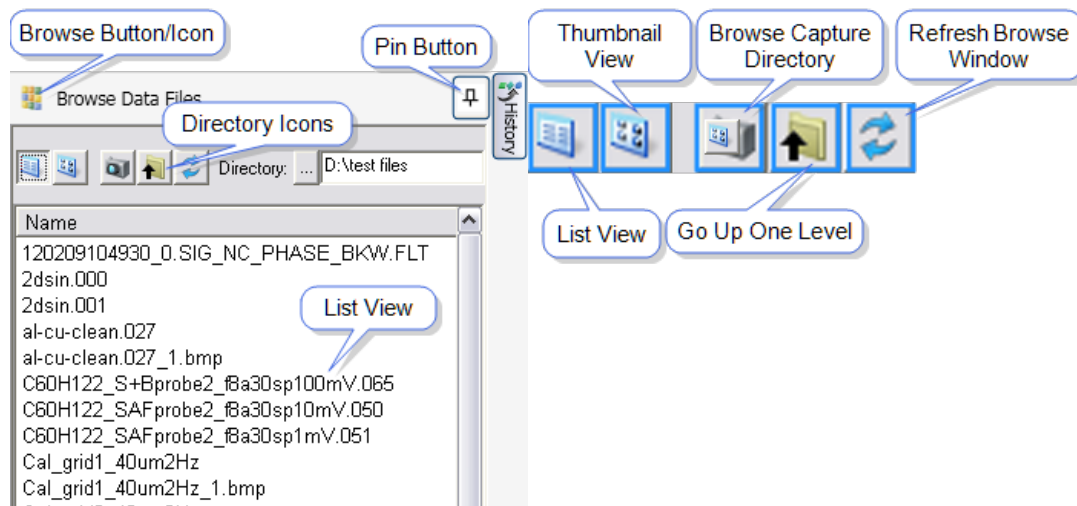 Browse Button/Icon
Pin Button
Browse Data Files
History
Directory Icons
Directory: ... D:\test files
Name
120209104930_0.SIG_NC_PHASE_BKW.FLT
2dsin.000
2dsin.001
List View
al-cu-clean.027
al-cu-clean.027_1.bmp
C60H122_S+Bprobe2_f8a30sp100mV.065
C60H122_SAFprobe2_f8a30sp10mV.050
C60H122_SAFprobe2_f8a30sp1mV.051
Cal_grid1_40um2Hz
Cal_grid1_40um2Hz_1.bmp
Thumbnail
View
Browse Capture
Directory
Refresh Browse
Window
List View
Go Up One Level